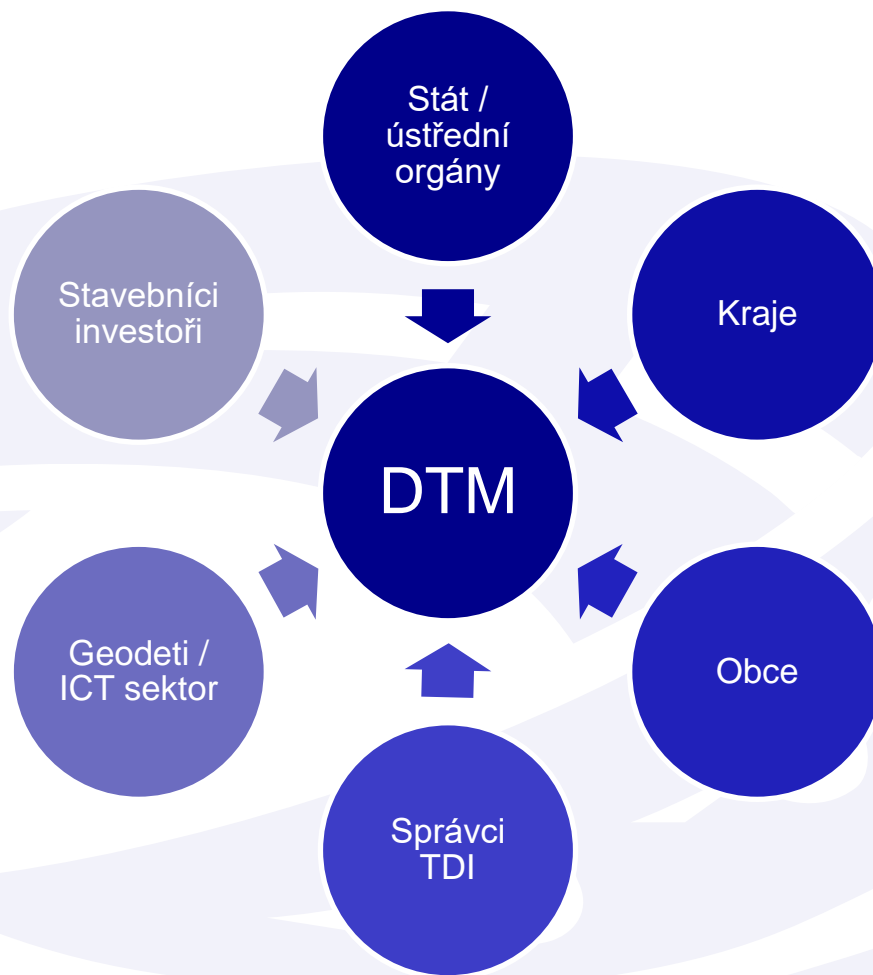 Stát /
ústřední
orgány
Stavebníci
investoři
Kraje
DTM
Geodeti /
ICT sektor
Obce
Správci
TDI